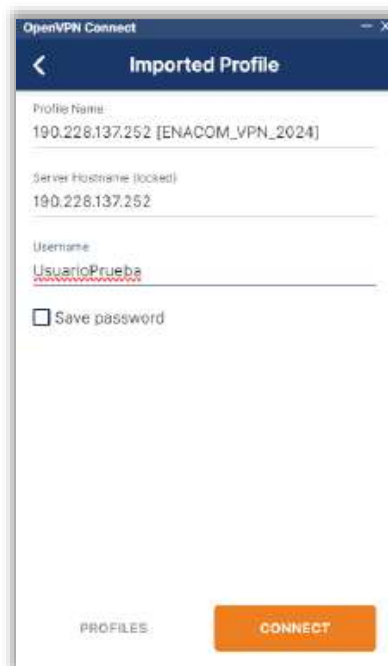 OpenVPN Connect
Imported Profile
Profile Name
190.228.137.252 [ENACOM_VPN_2024]
Server Hostname (locked)
190.228.137.252
Username
UsuarioPrueba
Save password
PROFILES
CONNECT